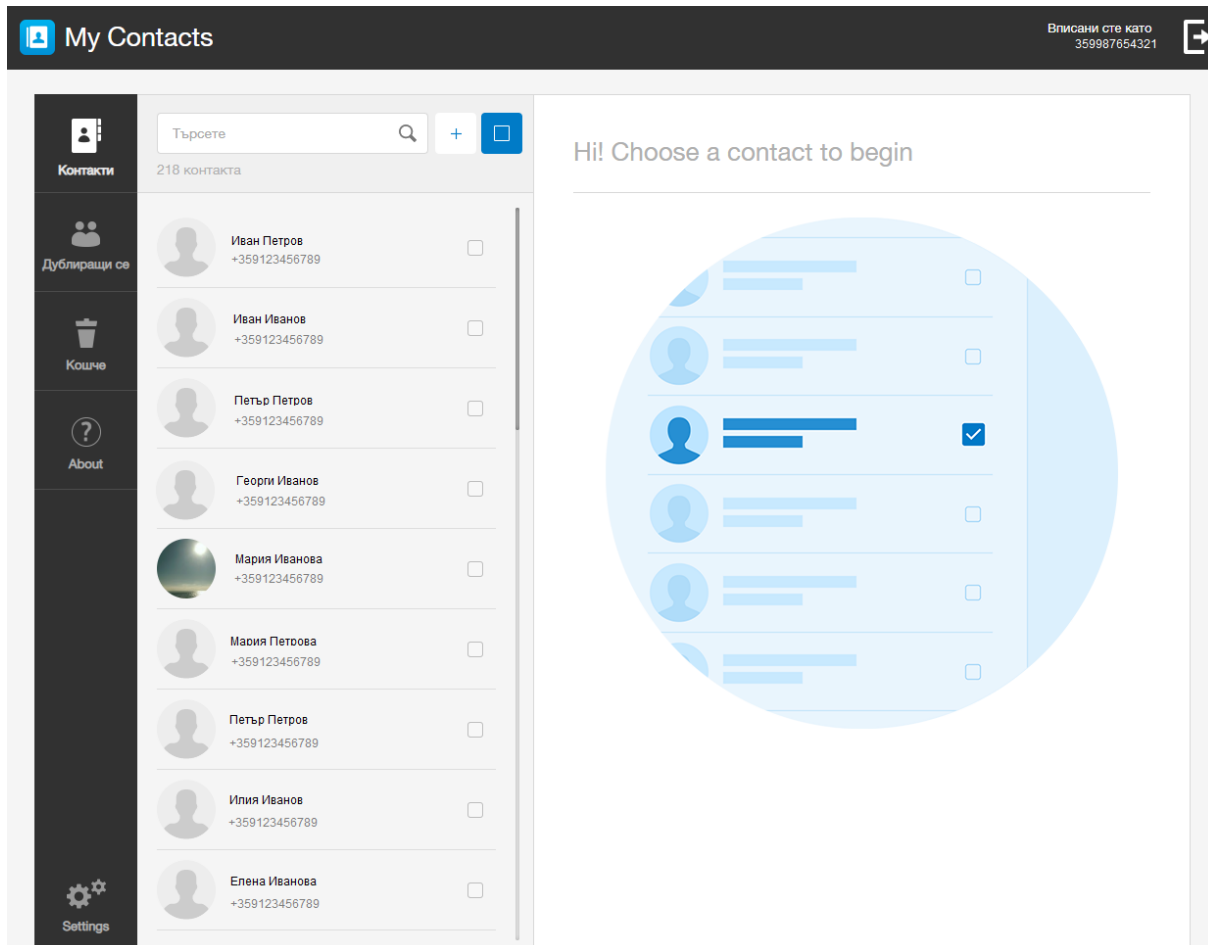 My Contacts
Вписани сте като
359987654321
Контакти
Дублиращи се
Кошче
About
Settings
Търсете
+
218 контакта
Иван Петров
+359123456789
Иван Иванов
+359123456789
Петър Петров
+359123456789
Георги Иванов
+359123456789
Мария Иванова
+359123456789
Мария Петрова
+359123456789
Петър Петров
+359123456789
Илия Иванов
+359123456789
Елена Иванова
+359123456789
Hi! Choose a contact to begin